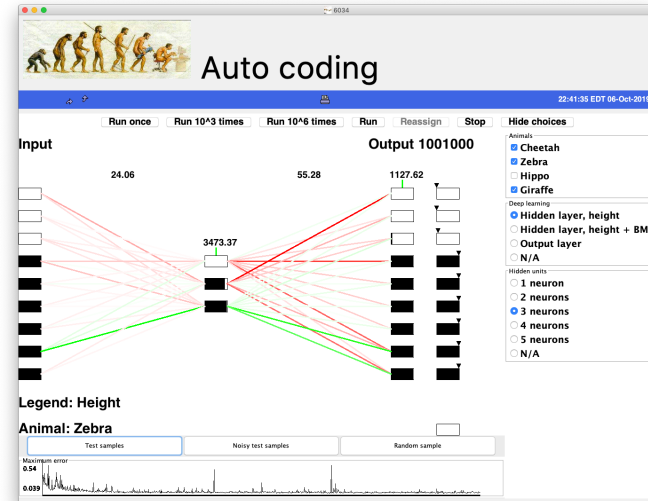 6034
Auto coding
22:41:35 EDT 06-Oct-2019
Run once Run 10^3 times Run 10^6 times Run Reassign Stop Hide choices
Input Output 1001000
24.06 55.28 1127.62
3473.37
Animals
Cheetah
Zebra
Hippo
Giraffe
Deep learning
Hidden layer, height
Hidden layer, height + BM
Output layer
N/A
Hidden units
1 neuron
2 neurons
3 neurons
4 neurons
5 neurons
N/A
Legend: Height
Animal: Zebra
Test samples Noisy test samples Random sample
Maximum error
0.54
0.039